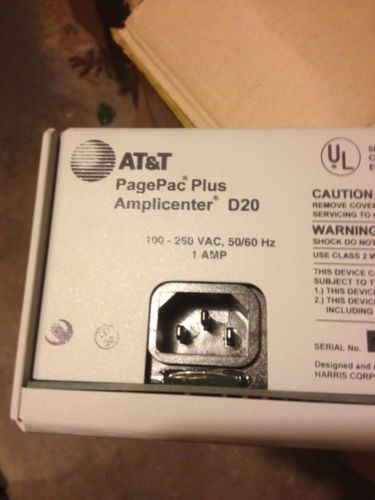 AT&T
PagePac® Plus
Amplicenter® D20
100 - 250 VAC, 50/60 Hz
1 AMP
UL
CAUTION
REMOVE COVE
SERVICING TO
WARNING
SHOCK DO NOT
USE CLASS 2 W
THIS DEVICE C
SUBJECT TO T
1.) THIS DEVIC
2.) THIS DEVIC
INCLUDING
SERIAL No.
Designed and
HARRIS CORP